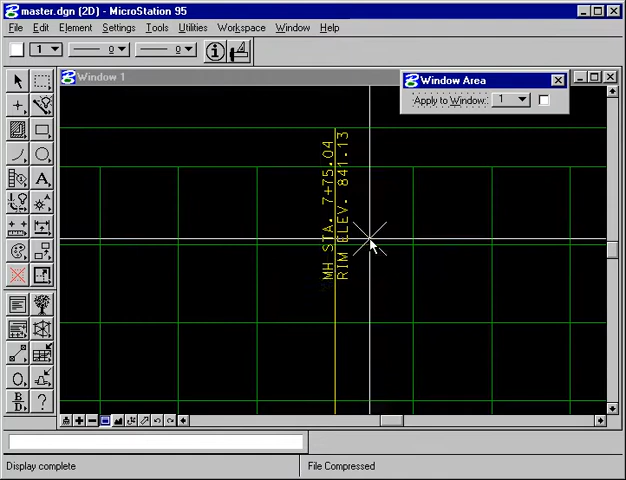 master.dgn (2D) - MicroStation 95
File Edit Element Settings Tools Utilities Workspace Window Help
1 0 0
Window 1
Window Area
Apply to Window: 1
MH STA. 7+75.04
RIM ELEV. 841.13
A
B/D ?
Display complete
File Compressed